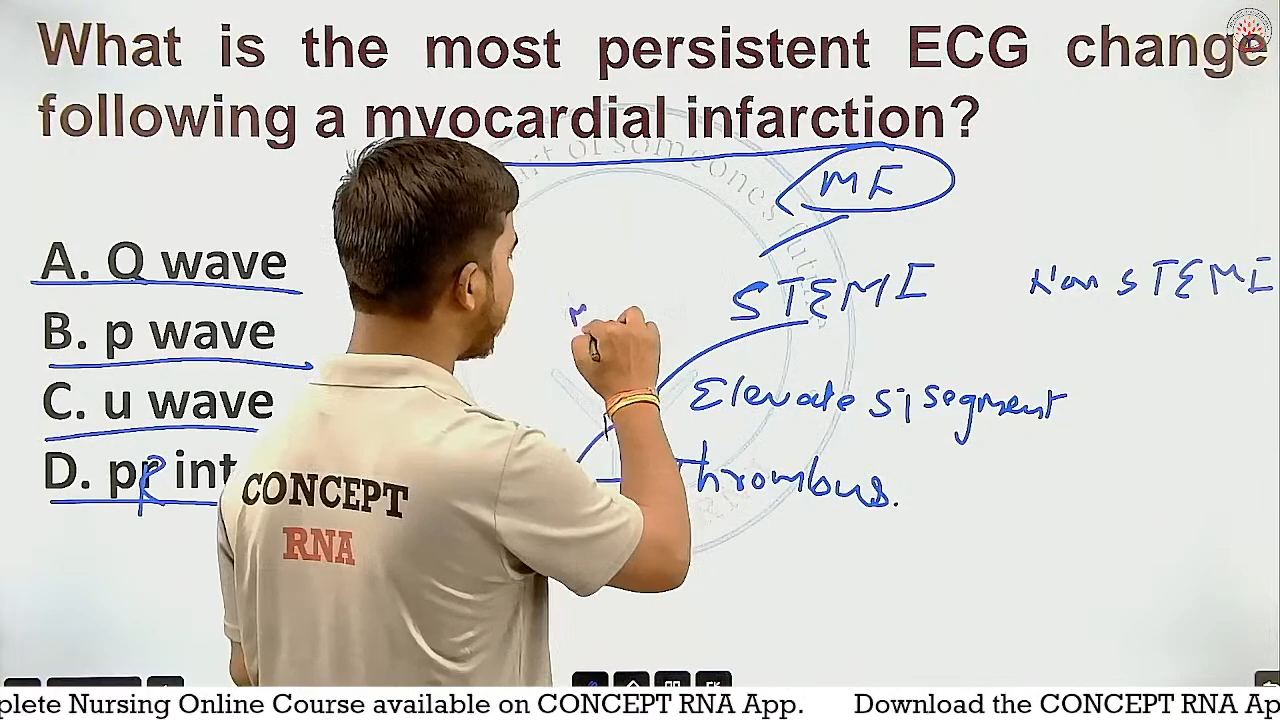 What is the most persistent ECG change
following a myocardial infarction?
MI
A. Q wave
STEMI Non STEMI
B. p wave
C. u wave
Elevate ST segment
D. pR int
Thrombus.
CONCEPT
RNA
plete Nursing Online Course available on CONCEPT RNA App. Download the CONCEPT RNA Ap